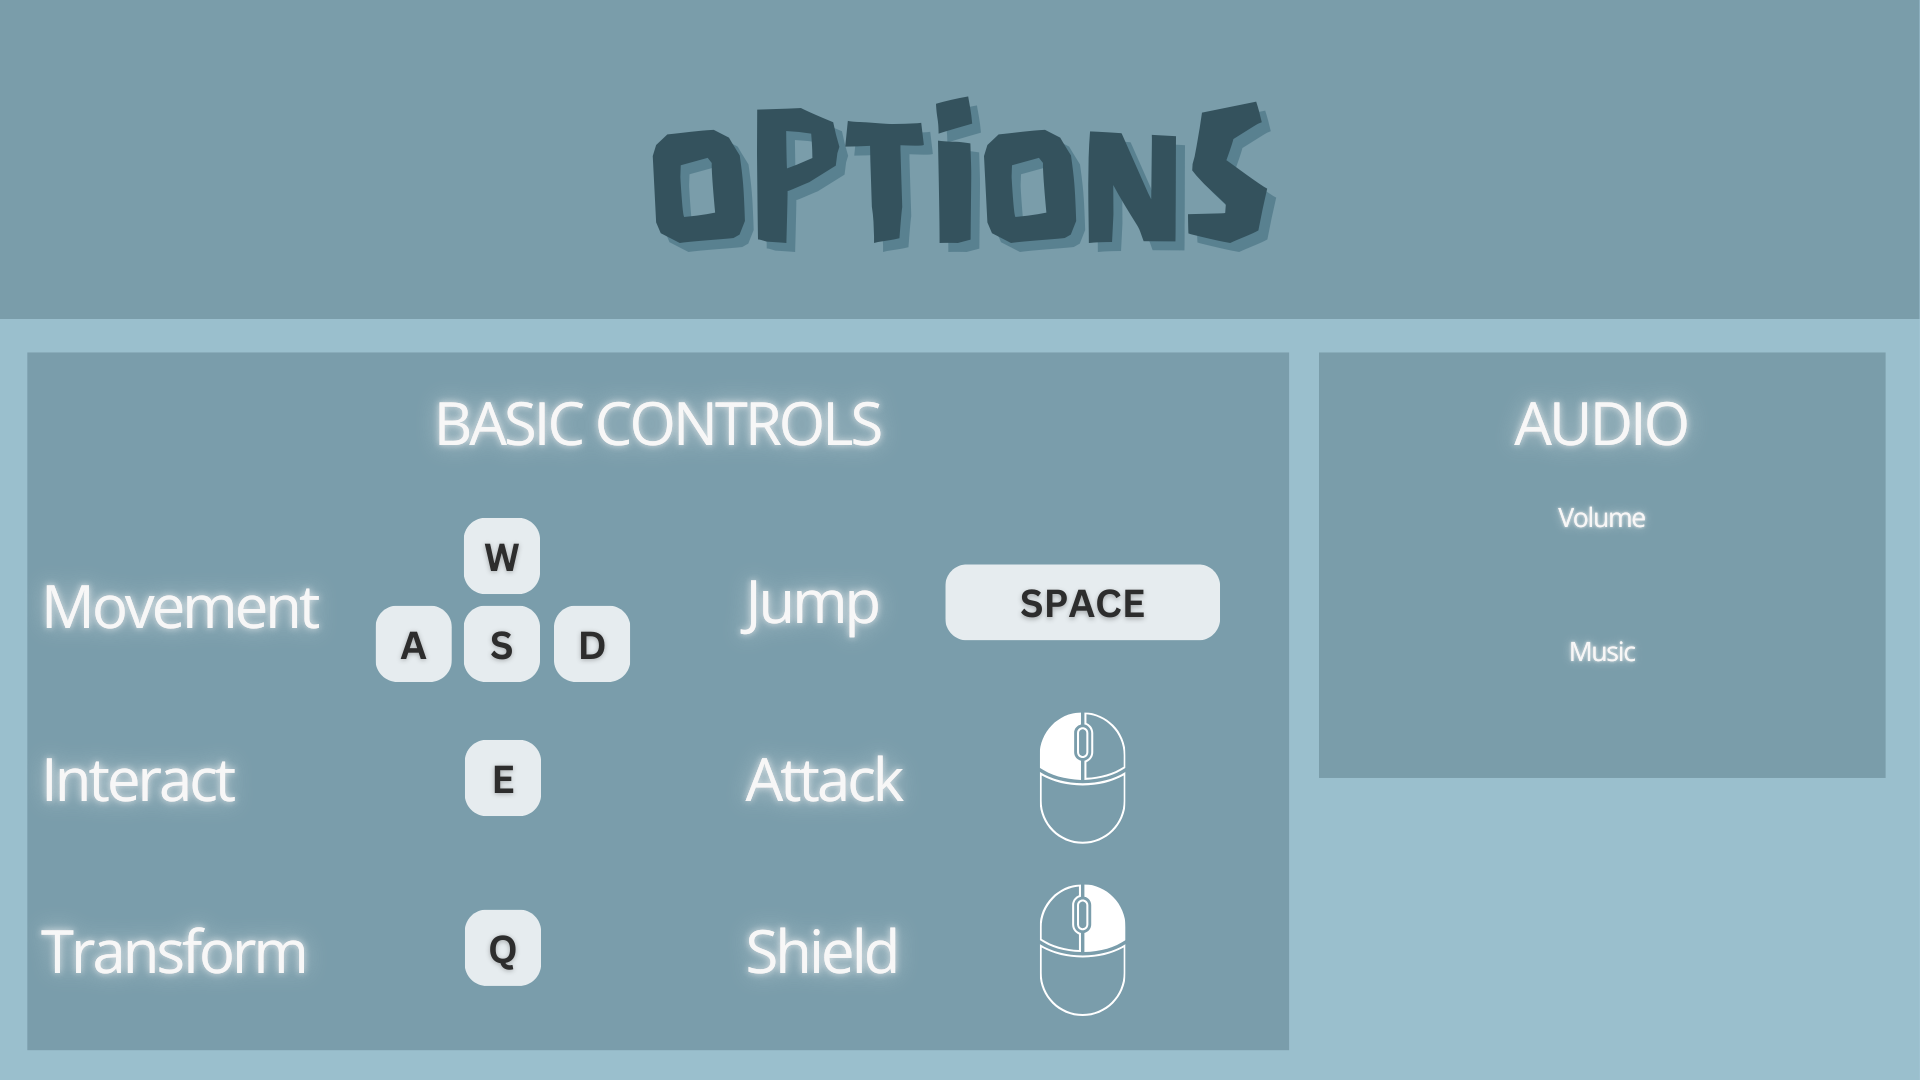 OPTiONS
BASIC CONTROLS
Movement
W
A S D
Jump
SPACE
Interact
E
Attack
Transform
Q
Shield
AUDIO
Volume
Music